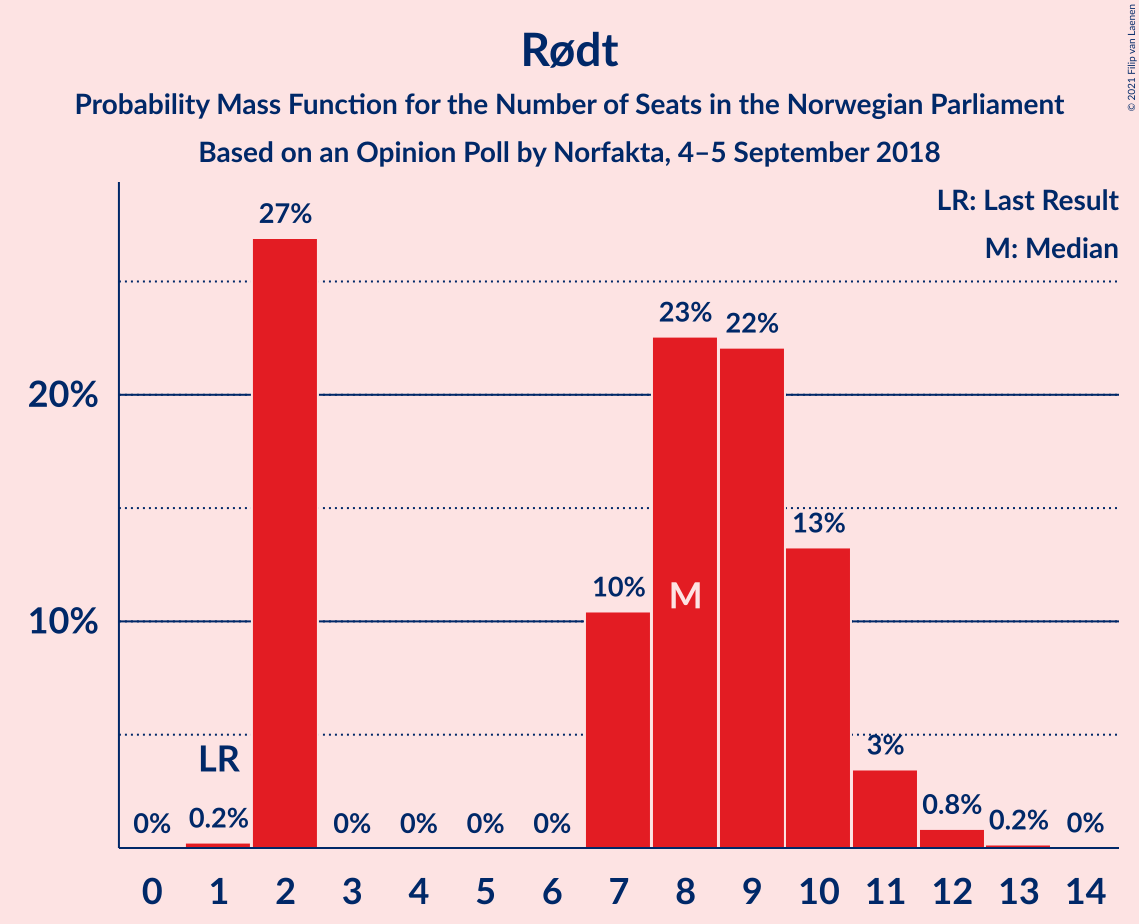 Rødt
Probability Mass Function for the Number of Seats in the Norwegian Parliament
Based on an Opinion Poll by Norfakta, 4–5 September 2018
© 2021 Filip van Laenen
LR: Last Result
M: Median
27%
23%
22%
20%
13%
10%
M
10%
3%
LR
0%
0.2%
0%
0%
0%
0%
0.8%
0.2%
0%
0 1 2 3 4 5 6 7 8 9 10 11 12 13 14